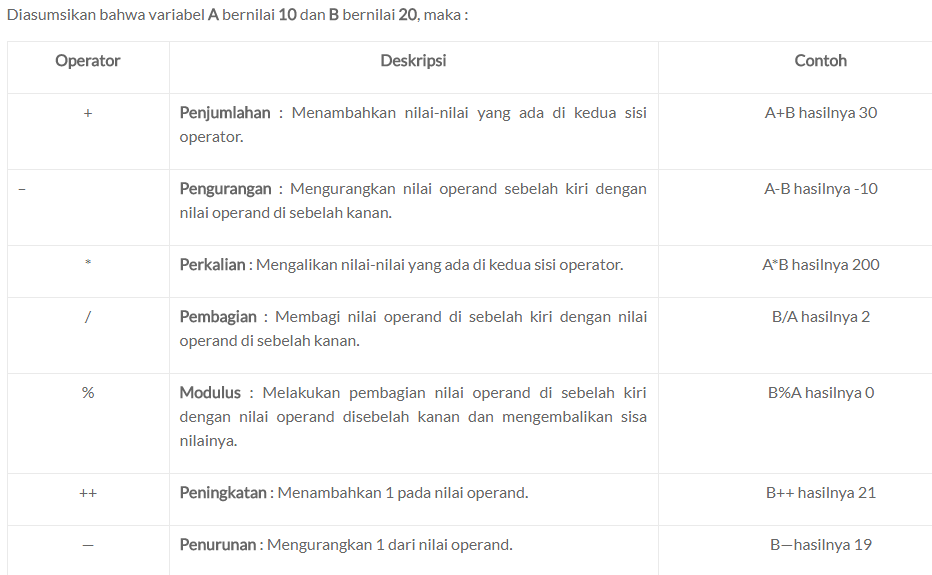 Diasumsikan bahwa variabel A bernilai 10 dan B bernilai 20, maka :
Operator Deskripsi Contoh
+ Penjumlahan : Menambahkan nilai-nilai yang ada di kedua sisi A+B hasilnya 30
operator.
– Pengurangan : Mengurangkan nilai operand sebelah kiri dengan A-B hasilnya -10
nilai operand di sebelah kanan.
* Perkalian : Mengalikan nilai-nilai yang ada di kedua sisi operator. A*B hasilnya 200
/ Pembagian : Membagi nilai operand di sebelah kiri dengan nilai B/A hasilnya 2
operand di sebelah kanan.
% Modulus : Melakukan pembagian nilai operand di sebelah kiri B%A hasilnya 0
dengan nilai operand disebelah kanan dan mengembalikan sisa
nilainya.
++ Peningkatan : Menambahkan 1 pada nilai operand. B++ hasilnya 21
— Penurunan : Mengurangkan 1 dari nilai operand. B—hasilnya 19